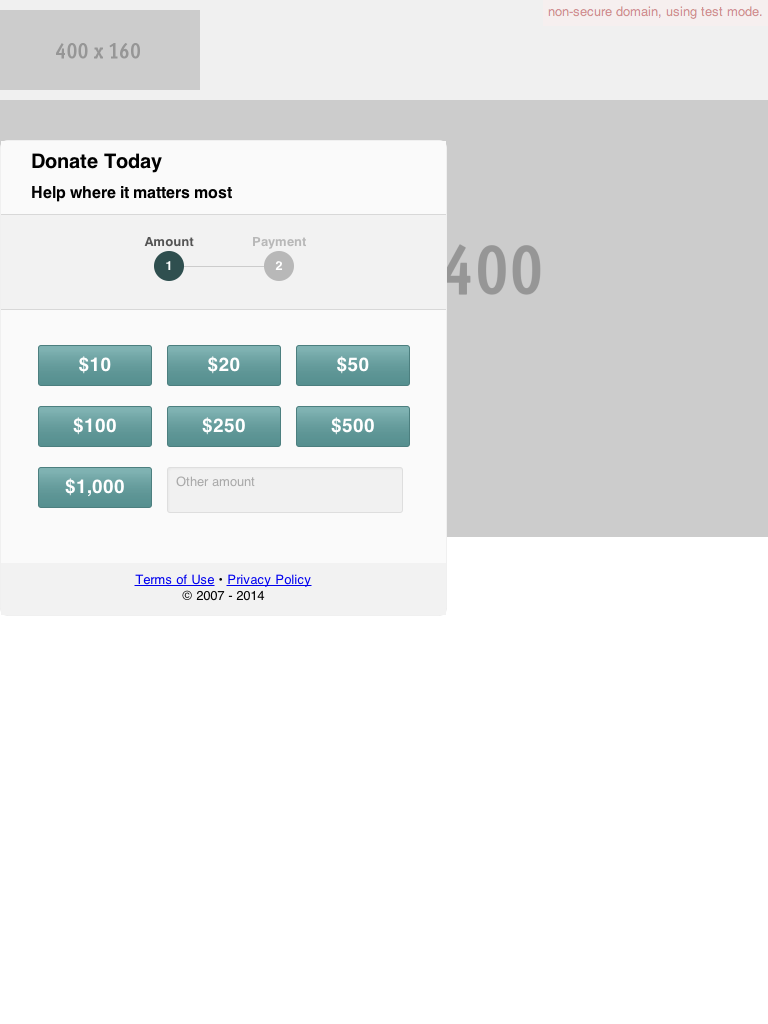 non-secure domain, using test mode.
400 x 160
400
Donate Today
Help where it matters most
Amount Payment
1 2
$10 $20 $50
$100 $250 $500
$1,000 Other amount
Terms of Use • Privacy Policy
© 2007 - 2014